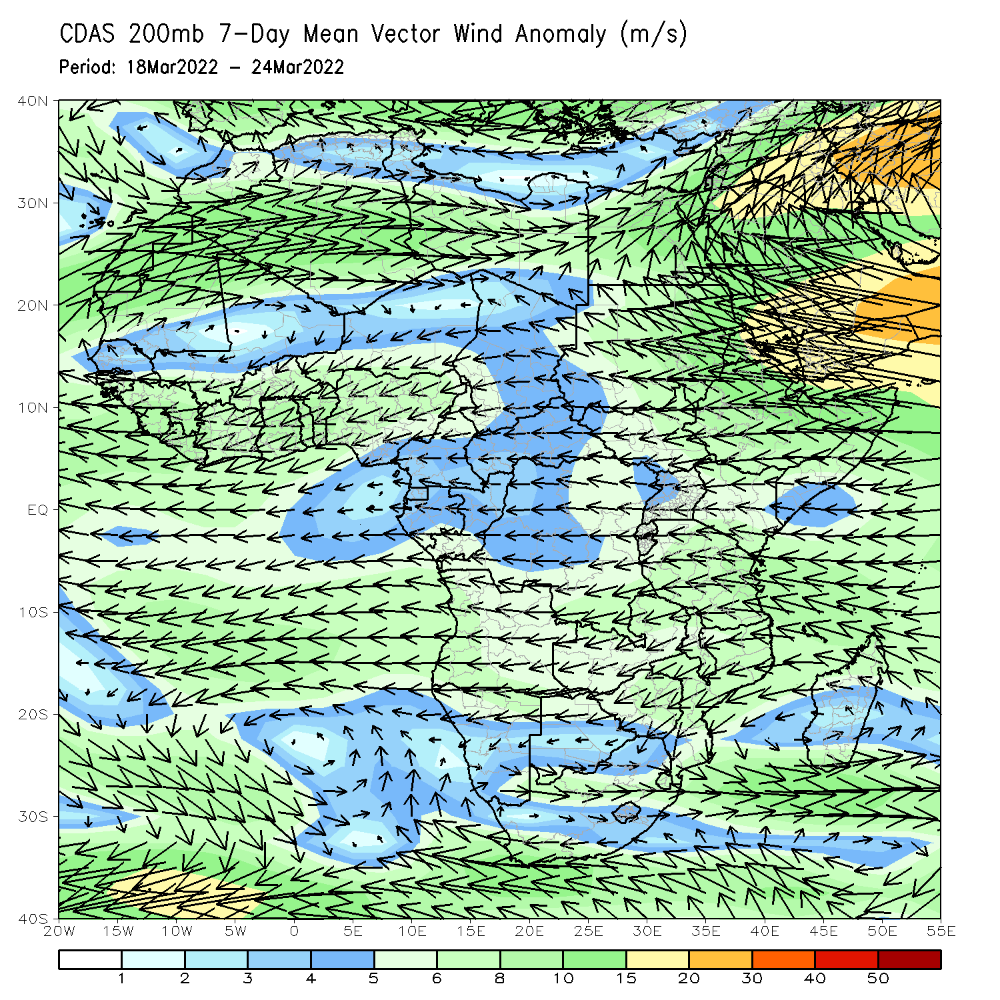 CDAS 200mb 7-Day Mean Vector Wind Anomaly (m/s)
Period: 18Mar2022 - 24Mar2022
40N
30N
20N
10N
EQ
10S
20S
30S
40S
20W 15W 10W 5W 0 5E 10E 15E 20E 25E 30E 35E 40E 45E 50E 55E
1 2 3 4 5 6 8 10 15 20 30 40 50